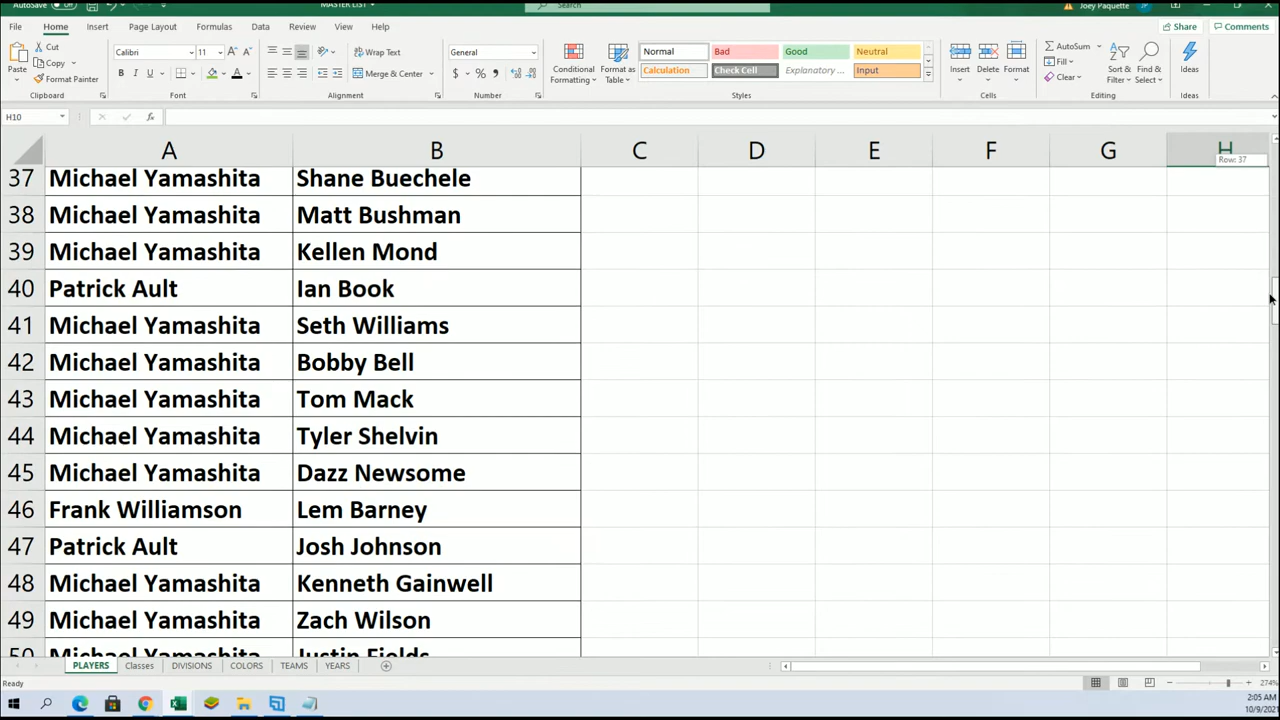 AutoSave Off MASTER LIST Search Joey Paquette
File Home Insert Page Layout Formulas Data Review View Help Share Comments
Paste Cut Copy Format Painter Clipboard
Calibri 11 Font
Wrap Text Merge & Center Alignment
General Number
Conditional Formatting Format as Table
Normal Bad Good Neutral
Calculation Check Cell Explanatory ... Input
Styles
Insert Delete Format Cells
AutoSum Fill Clear Sort & Filter Find & Select Editing
Ideas Ideas
H10
A B C D E F G H
Row: 37
37 Michael Yamashita Shane Buechele
38 Michael Yamashita Matt Bushman
39 Michael Yamashita Kellen Mond
40 Patrick Ault Ian Book
41 Michael Yamashita Seth Williams
42 Michael Yamashita Bobby Bell
43 Michael Yamashita Tom Mack
44 Michael Yamashita Tyler Shelvin
45 Michael Yamashita Dazz Newsome
46 Frank Williamson Lem Barney
47 Patrick Ault Josh Johnson
48 Michael Yamashita Kenneth Gainwell
49 Michael Yamashita Zach Wilson
50 Michael Yamashita Justin Fields
PLAYERS Classes DIVISIONS COLORS TEAMS YEARS
Ready 274%
2:05 AM
10/9/2021